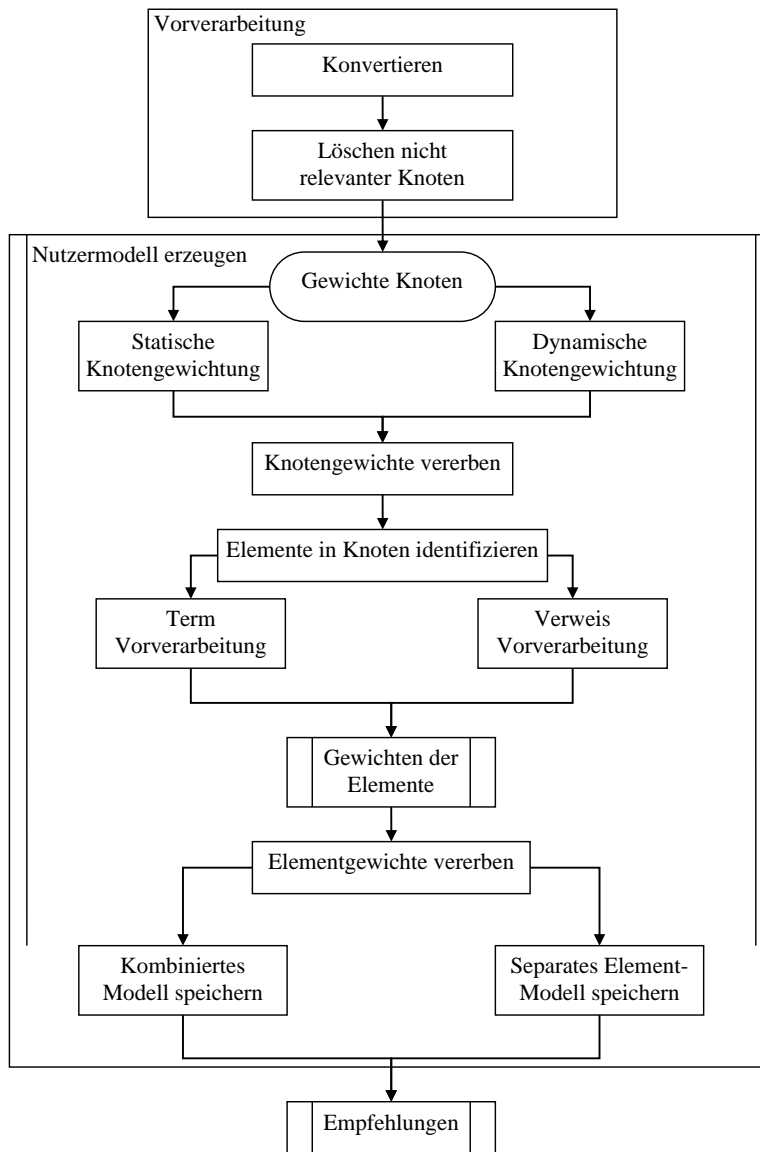 Vorverarbeitung
Konvertieren
Löschen nicht
relevanter Knoten
Nutzermodell erzeugen
Gewichte Knoten
Statische
Knotengewichtung
Dynamische
Knotengewichtung
Knotengewichte vererben
Elemente in Knoten identifizieren
Term
Vorverarbeitung
Verweis
Vorverarbeitung
Gewichten der
Elemente
Elementgewichte vererben
Kombiniertes
Modell speichern
Separates Element-
Modell speichern
Empfehlungen